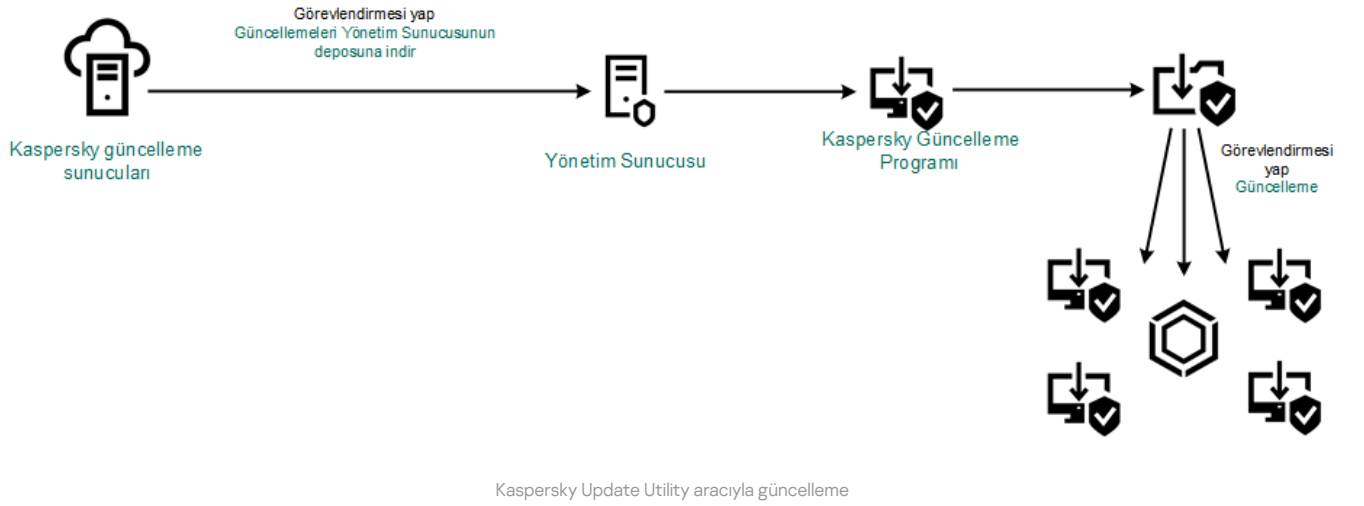 Görevlendirmesi yap
Güncellemeleri Yönetim Sunucusunun
deposuna indir
Kaspersky güncelleme
sunucuları
Yönetim Sunucusu
Kaspersky Güncelleme
Programı
Görevlendirmesi
yap
Güncelleme
Kaspersky Update Utility aracıyla güncelleme